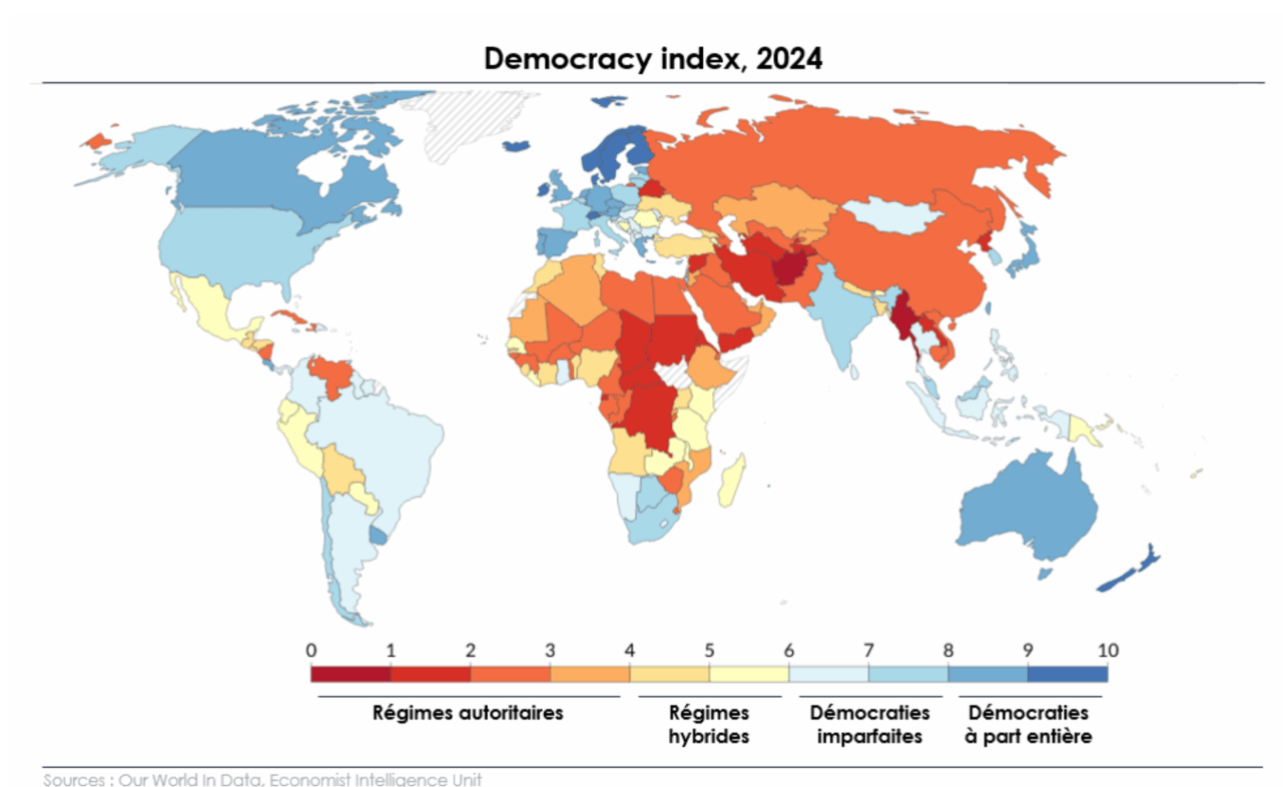 Democracy index, 2024
0 1 2 3 4 5 6 7 8 9 10
Régimes autoritaires Régimes Démocraties Démocraties
hybrides imparfaites à part entière
Sources : Our World In Data, Economist Intelligence Unit